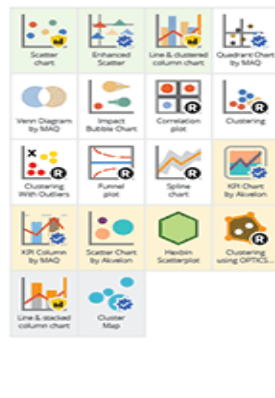 Scatter
chart
Enhanced
Scatter
Line & clustered
column chart
Quadrant Chart
by MAQ
Venn Diagram
by MAQ
Impact
Bubble Chart
Correlation
plot
Clustering
Clustering
With Outliers
Funnel
plot
Spline
chart
KPI Chart
by Akvelon
KPI Column
by MAQ
Scatter Chart
by Akvelon
Hexbin
Scatterplot
Clustering
using OPTICS...
Line & stacked
column chart
Cluster
Map